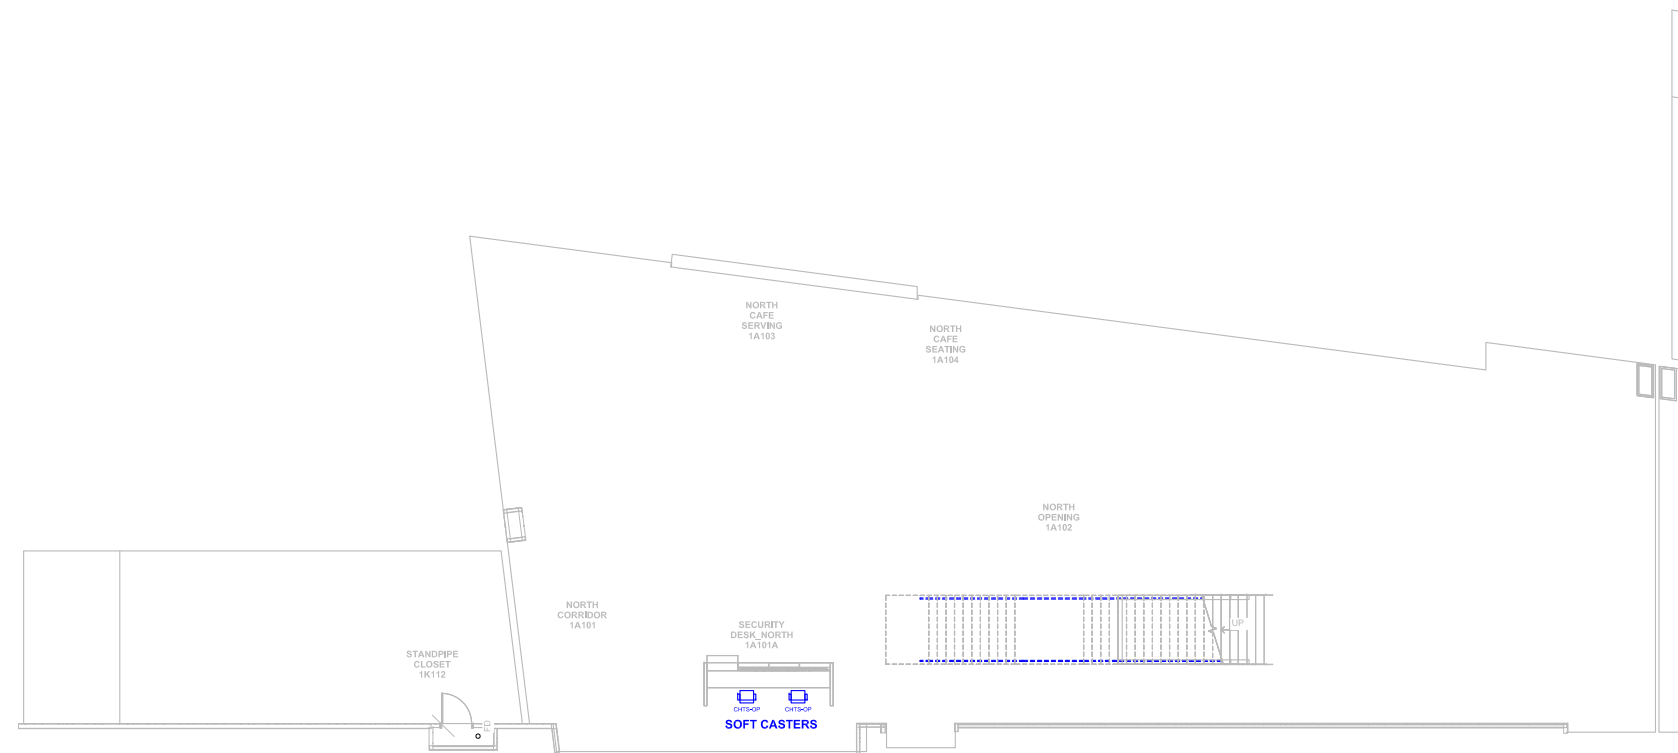 NORTH
CAFE
SERVING
1A103
NORTH
CAFE
SEATING
1A104
NORTH
OPENING
1A102
NORTH
CORRIDOR
1A101
SECURITY
DESK_NORTH
1A101A
UP
STANDPIPE
CLOSET
1K112
FD
CHTS-OP
CHTS-OP
SOFT CASTERS